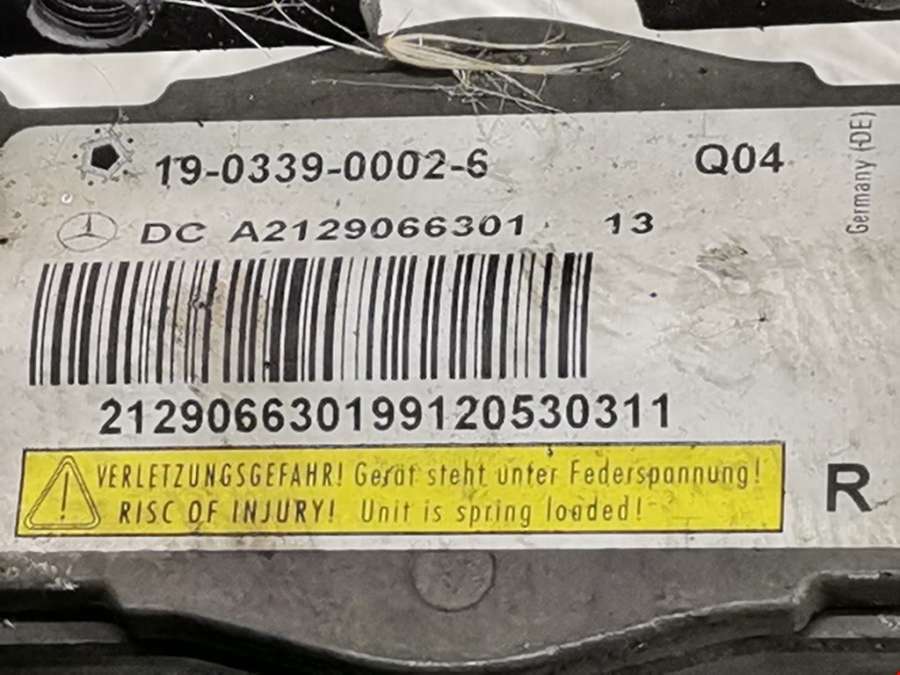 19-0339-0002-6 Q04
Germany (DE)
DC A2129066301 13
212906630199120530311
VERLETZUNGSGEFAHR! Gerät steht unter Federspannung!
RISC OF INJURY! Unit is spring loaded!
R